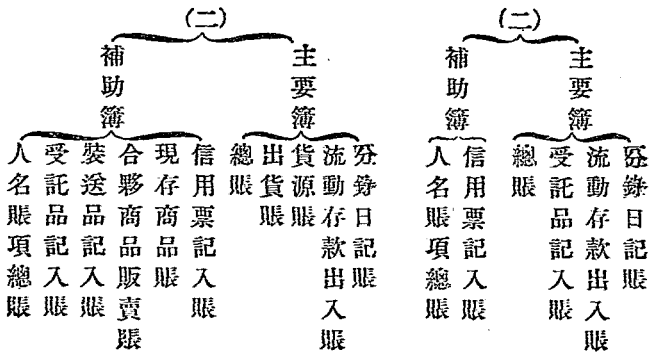 (二)
主要簿
分錄日記賬
流動存款出入賬
受託品記入賬
總賬
補助簿
信用票記入賬
人名賬項總賬
(二)
主要簿
分錄日記賬
流動存款出入賬
貨源賬
出貨賬
總賬
補助簿
信用票記入賬
現存商品賬
合夥商品販賣賬
裝送品記入賬
受託品記入賬
人名賬項總賬